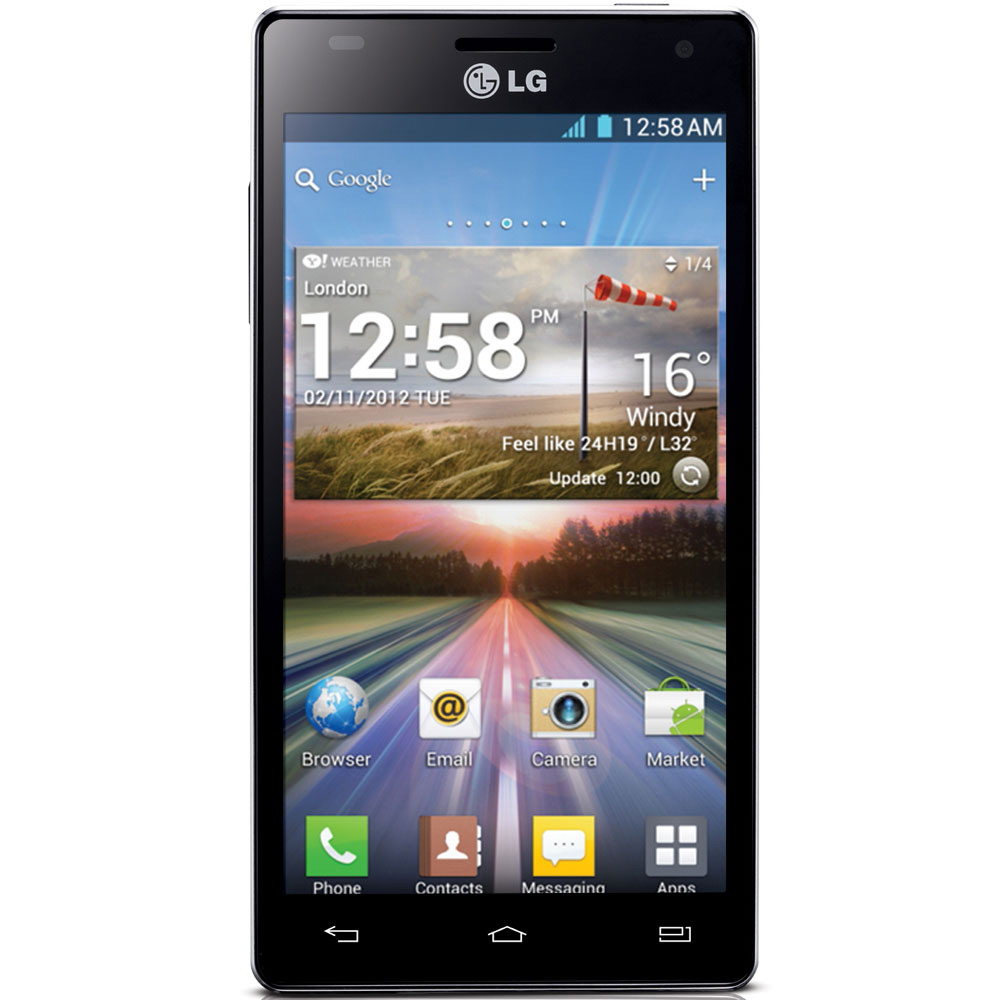 LG
12:58AM
Google
Y! WEATHER
1/4
London
12:58 PM
02/11/2012 TUE
16°
Windy
Feel like 24H19°/L32°
Update 12:00
Browser
Email
Camera
Market
Phone
Contacts
Messaging
Apps